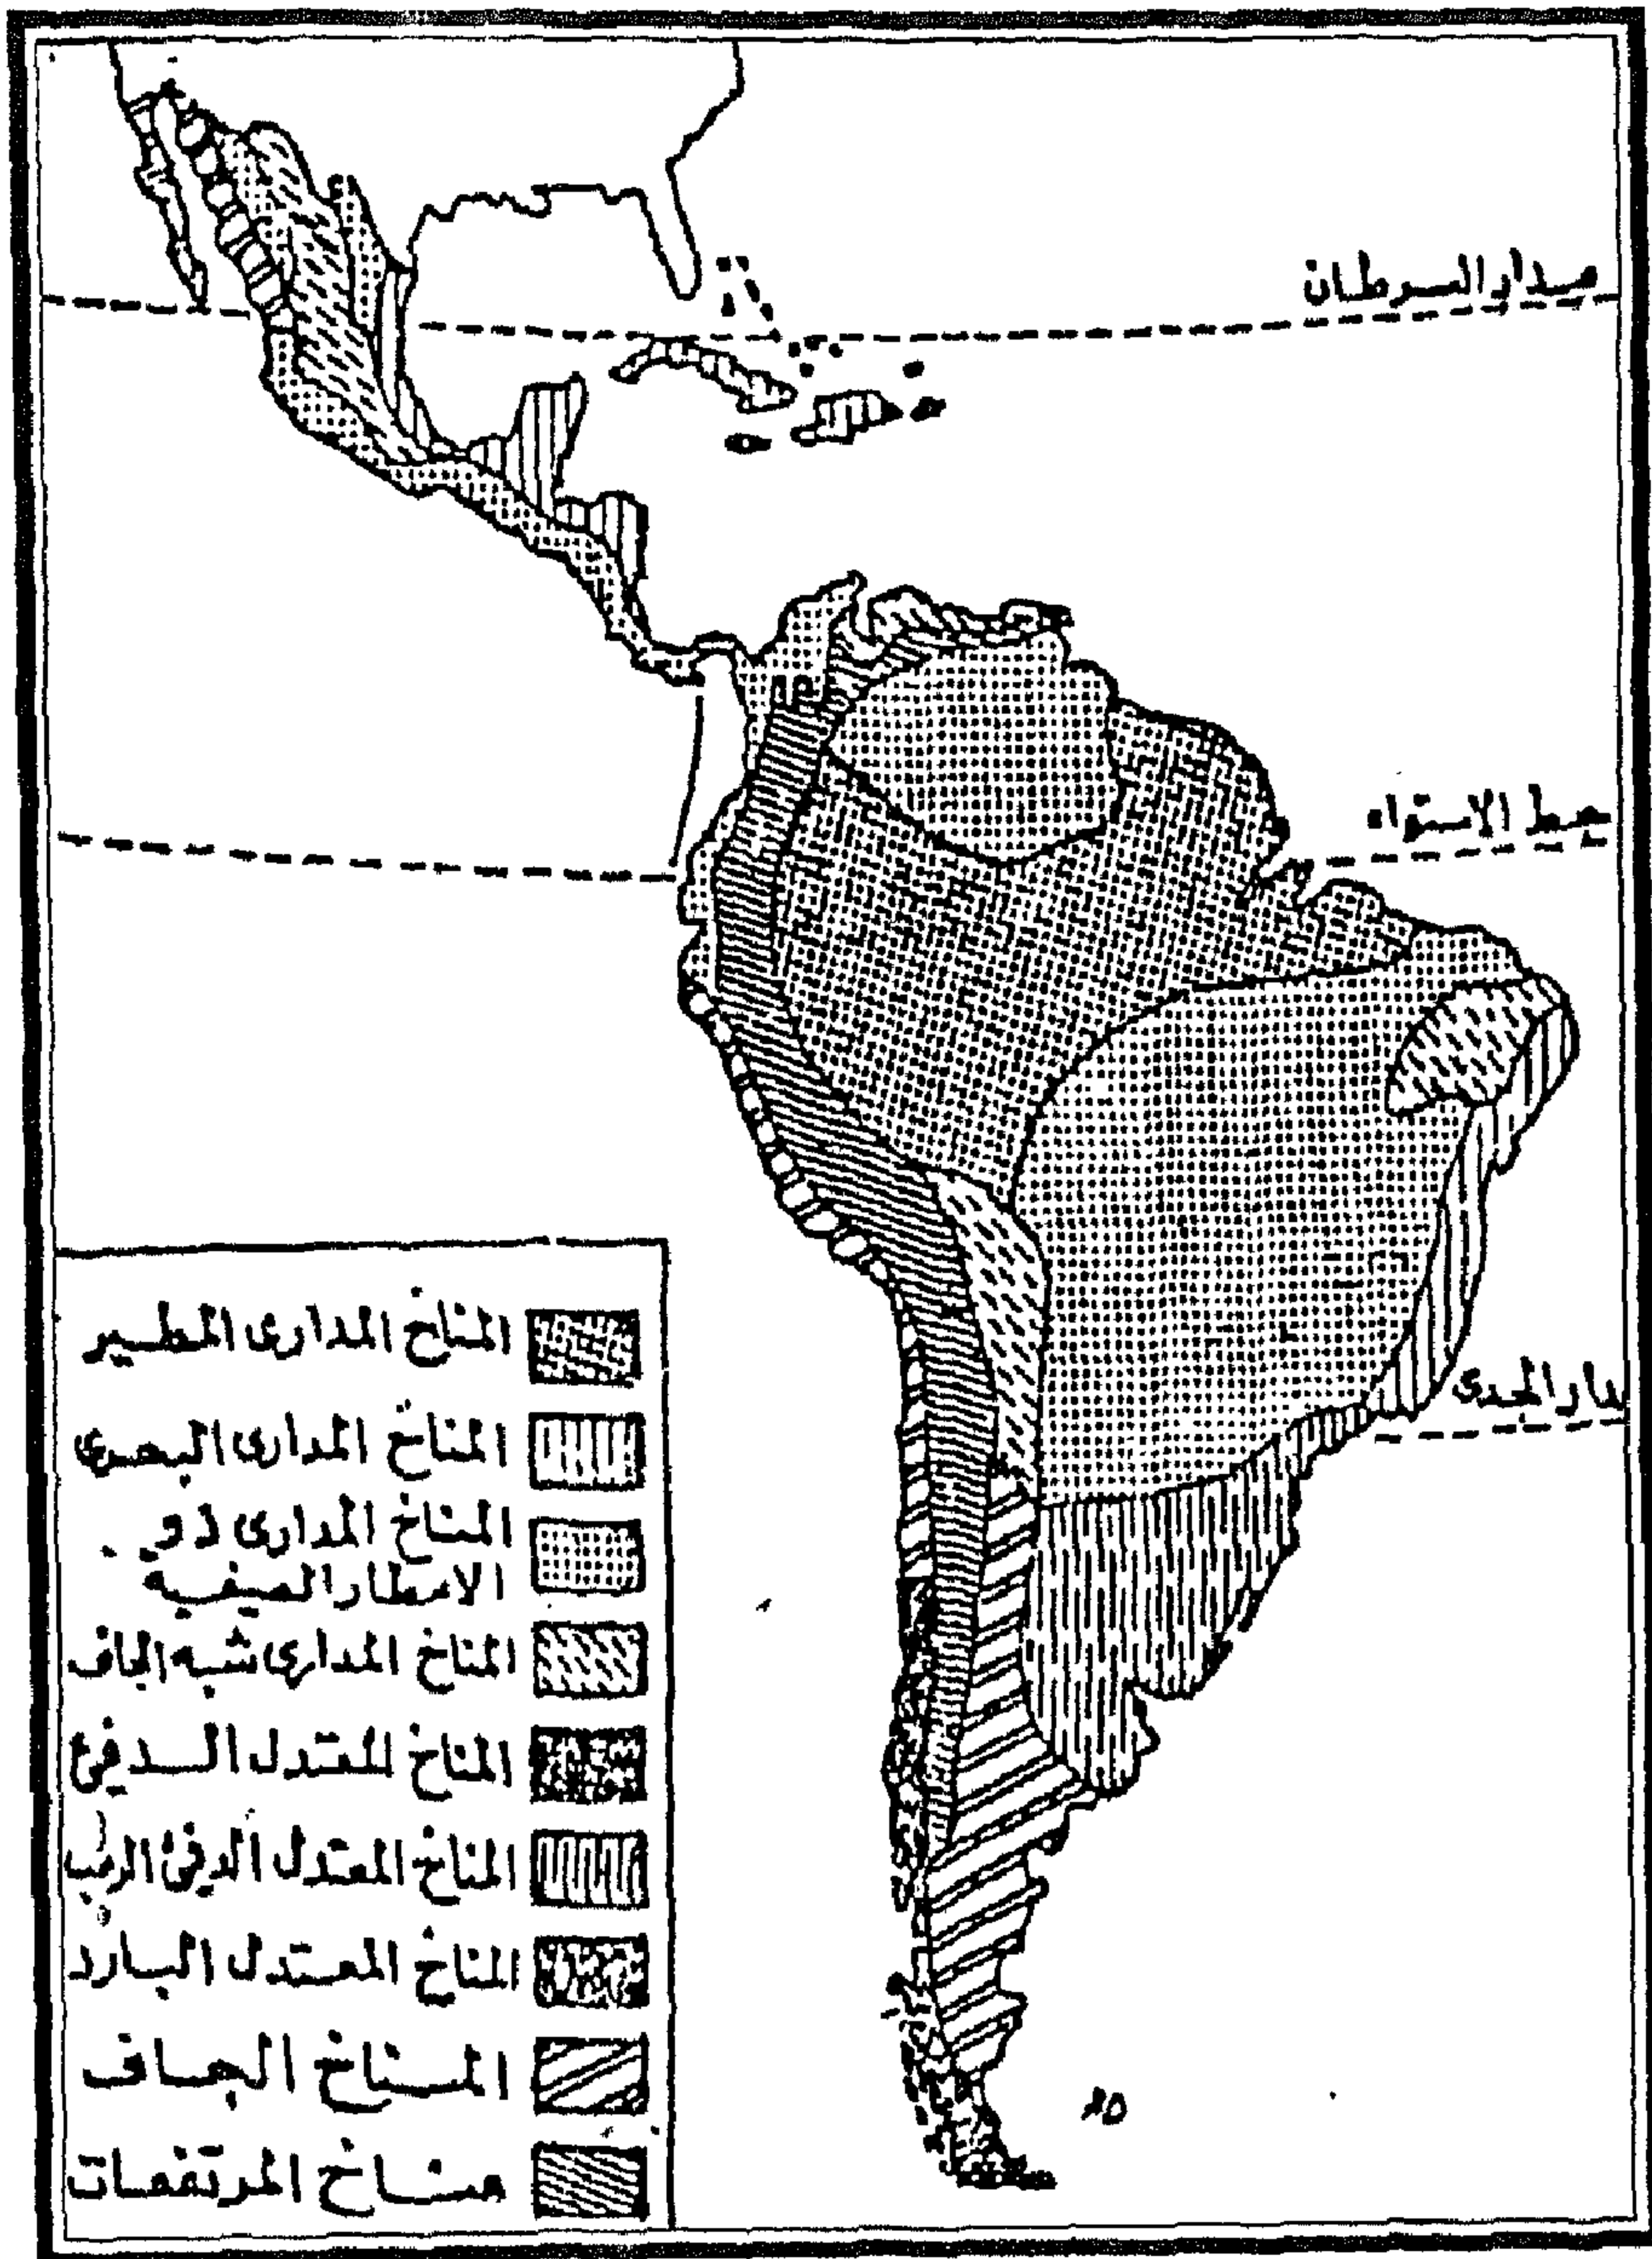 مدار السرطان
خط الاستواء
مدار الجدى
المناخ المدارى المطير
المناخ المدارى البحرى
المناخ المدارى ذو
الامطار الصيفية
المناخ المدارى شبه الجاف
المناخ المعتدل الدفئ
المناخ المعتدل الدفئ الرطب
المناخ المعتدل البارد
المناخ الجاف
مناخ المرتفعات